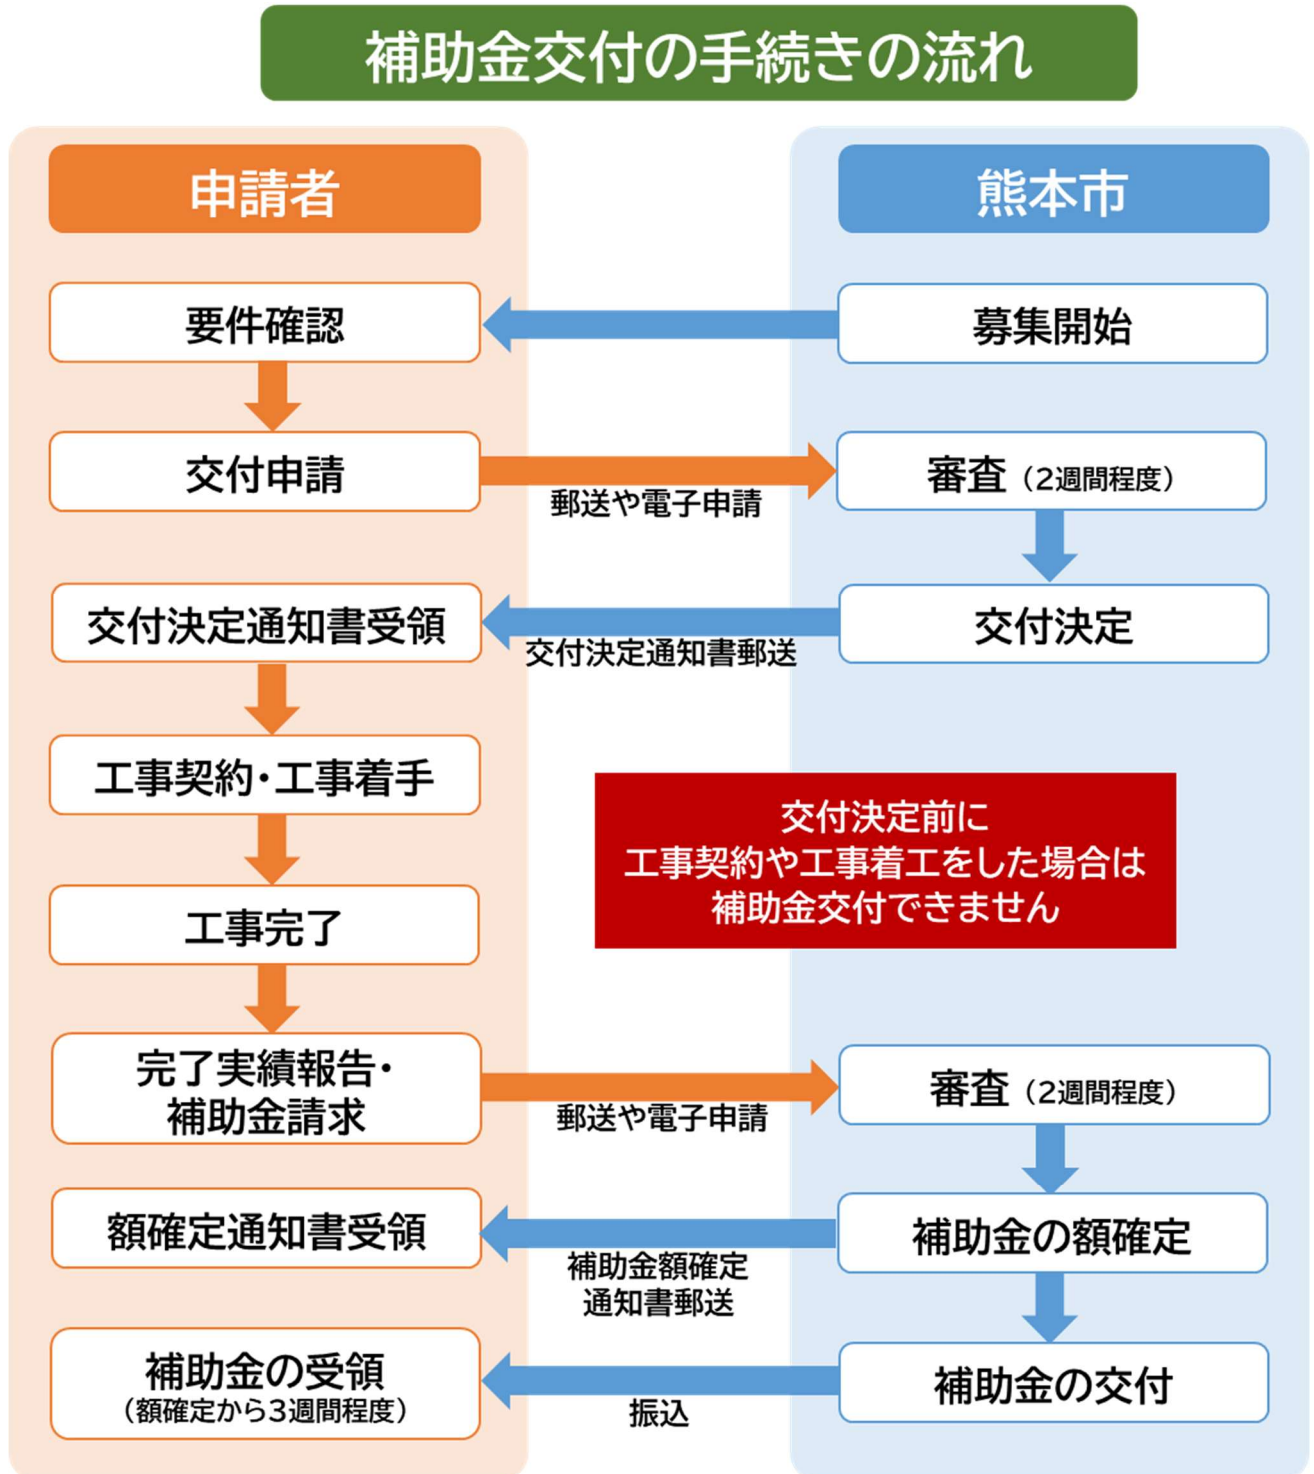 補助金交付の手続きの流れ
申請者
熊本市
要件確認
募集開始
交付申請
郵送や電子申請
審査（2週間程度）
交付決定通知書受領
交付決定通知書郵送
交付決定
工事契約・工事着手
交付決定前に
工事契約や工事着工をした場合は
補助金交付できません
工事完了
完了実績報告・
補助金請求
郵送や電子申請
審査（2週間程度）
額確定通知書受領
補助金額確定
通知書郵送
補助金の額確定
補助金の受領
（額確定から3週間程度）
振込
補助金の交付